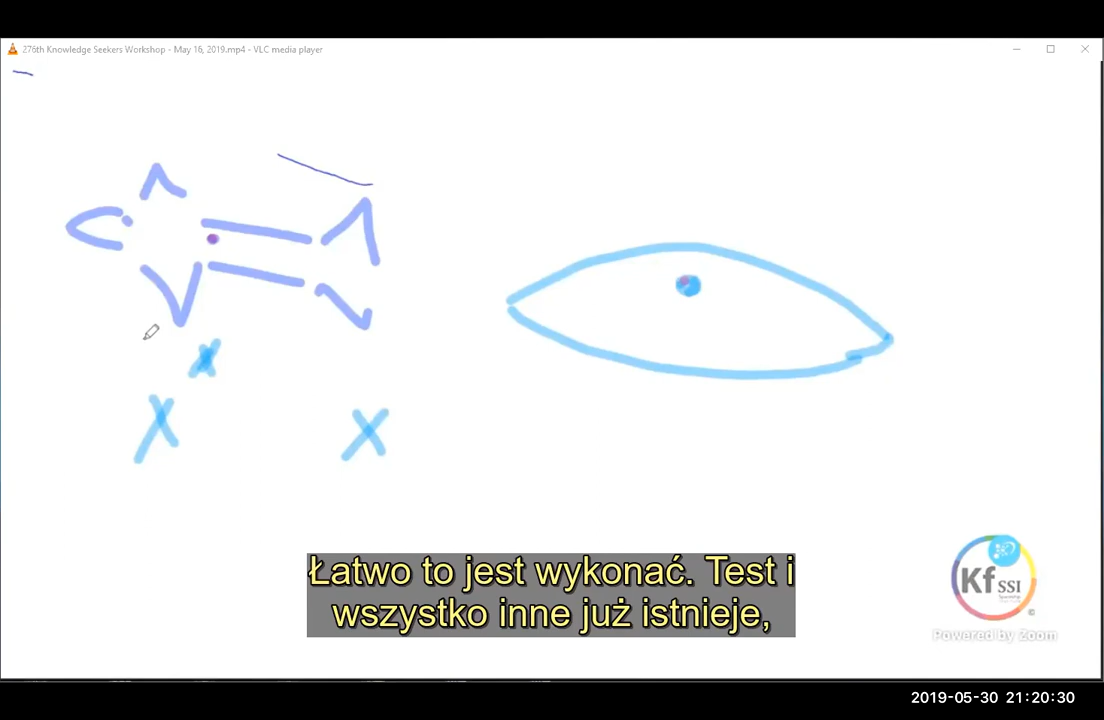 276th Knowledge Seekers Workshop - May 16, 2019.mp4 - VLC media player
X
X
X
Łatwo to jest wykonać. Test i
wszystko inne już istnieje,
Kf SSI
©
Powered by Zoom
2019-05-30 21:20:30